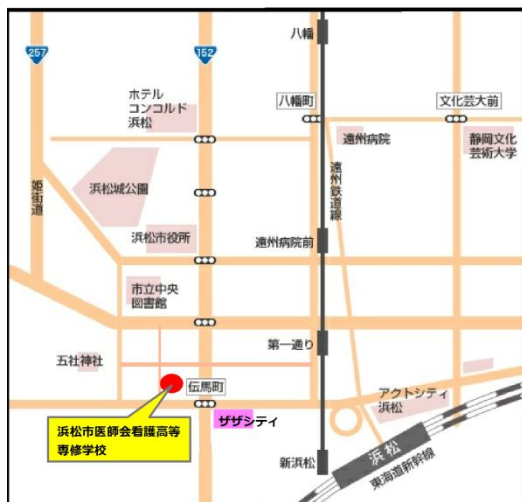 八幡
257
152
ホテル
コンコルド
浜松
八幡町
文化芸大前
遠州病院
静岡文化
芸術大学
遠州鉄道線
姫街道
浜松城公園
浜松市役所
遠州病院前
市立中央
図書館
第一通り
五社神社
伝馬町
アクトシティ
浜松
ザザシティ
浜松市医師会看護高等
専修学校
新浜松
浜松
東海道新幹線